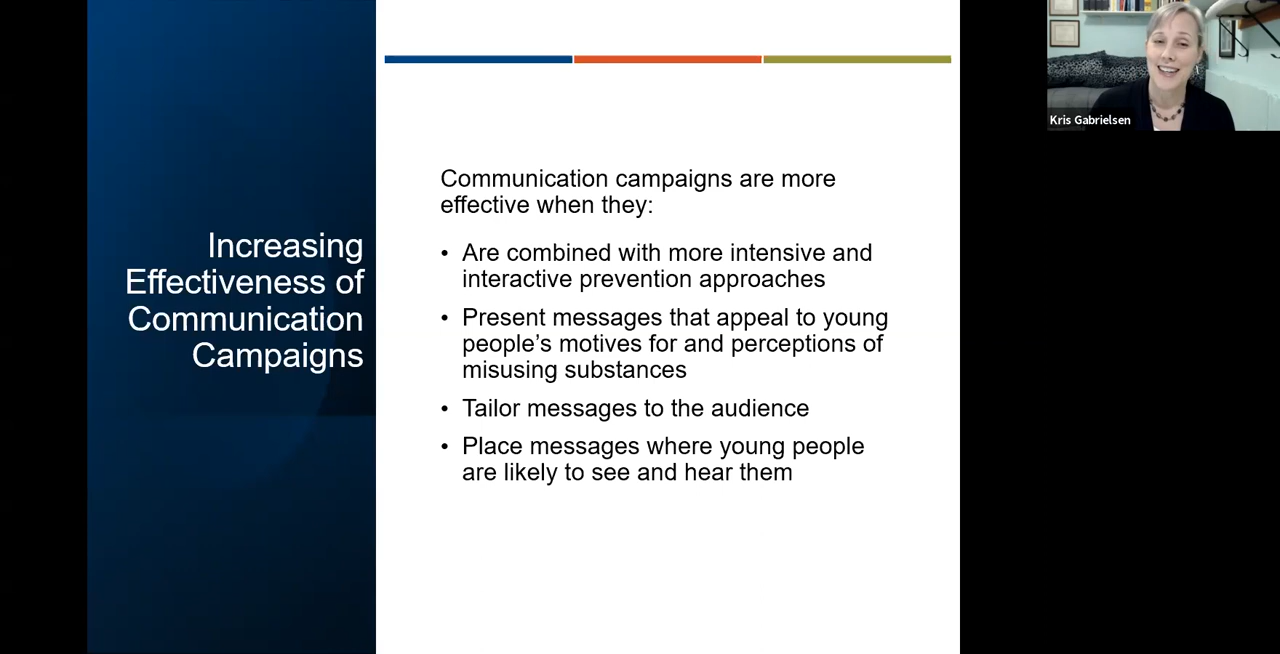 Increasing
Effectiveness of
Communication
Campaigns
Communication campaigns are more
effective when they:
• Are combined with more intensive and
interactive prevention approaches
• Present messages that appeal to young
people’s motives for and perceptions of
misusing substances
• Tailor messages to the audience
• Place messages where young people
are likely to see and hear them
Kris Gabrielsen